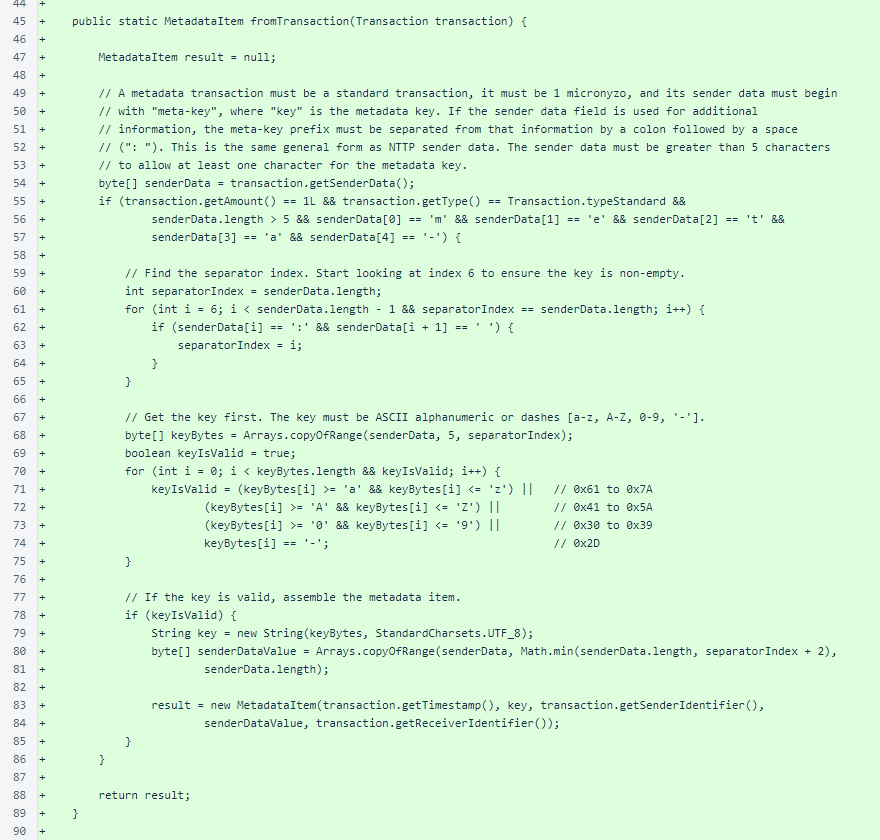 44 +
45 + public static MetadataItem fromTransaction(Transaction transaction) {
46 +
47 + MetadataItem result = null;
48 +
49 + // A metadata transaction must be a standard transaction, it must be 1 micronyzo, and its sender data must begin
50 + // with "meta-key", where "key" is the metadata key. If the sender data field is used for additional
51 + // information, the meta-key prefix must be separated from that information by a colon followed by a space
52 + // (": "). This is the same general form as NTTP sender data. The sender data must be greater than 5 characters
53 + // to allow at least one character for the metadata key.
54 + byte[] senderData = transaction.getSenderData();
55 + if (transaction.getAmount() == 1L && transaction.getType() == Transaction.typeStandard &&
56 + senderData.length > 5 && senderData[0] == 'm' && senderData[1] == 'e' && senderData[2] == 't' &&
57 + senderData[3] == 'a' && senderData[4] == '-') {
58 +
59 + // Find the separator index. Start looking at index 6 to ensure the key is non-empty.
60 + int separatorIndex = senderData.length;
61 + for (int i = 6; i < senderData.length - 1 && separatorIndex == senderData.length; i++) {
62 + if (senderData[i] == ':' && senderData[i + 1] == ' ') {
63 + separatorIndex = i;
64 + }
65 + }
66 +
67 + // Get the key first. The key must be ASCII alphanumeric or dashes [a-z, A-Z, 0-9, '-'].
68 + byte[] keyBytes = Arrays.copyOfRange(senderData, 5, separatorIndex);
69 + boolean keyIsValid = true;
70 + for (int i = 0; i < keyBytes.length && keyIsValid; i++) {
71 + keyIsValid = (keyBytes[i] >= 'a' && keyBytes[i] <= 'z') || // 0x61 to 0x7A
72 + (keyBytes[i] >= 'A' && keyBytes[i] <= 'Z') || // 0x41 to 0x5A
73 + (keyBytes[i] >= '0' && keyBytes[i] <= '9') || // 0x30 to 0x39
74 + keyBytes[i] == '-'; // 0x2D
75 + }
76 +
77 + // If the key is valid, assemble the metadata item.
78 + if (keyIsValid) {
79 + String key = new String(keyBytes, StandardCharsets.UTF_8);
80 + byte[] senderDataValue = Arrays.copyOfRange(senderData, Math.min(senderData.length, separatorIndex + 2),
81 + senderData.length);
82 +
83 + result = new MetadataItem(transaction.getTimestamp(), key, transaction.getSenderIdentifier(),
84 + senderDataValue, transaction.getReceiverIdentifier());
85 + }
86 + }
87 +
88 + return result;
89 + }
90 +